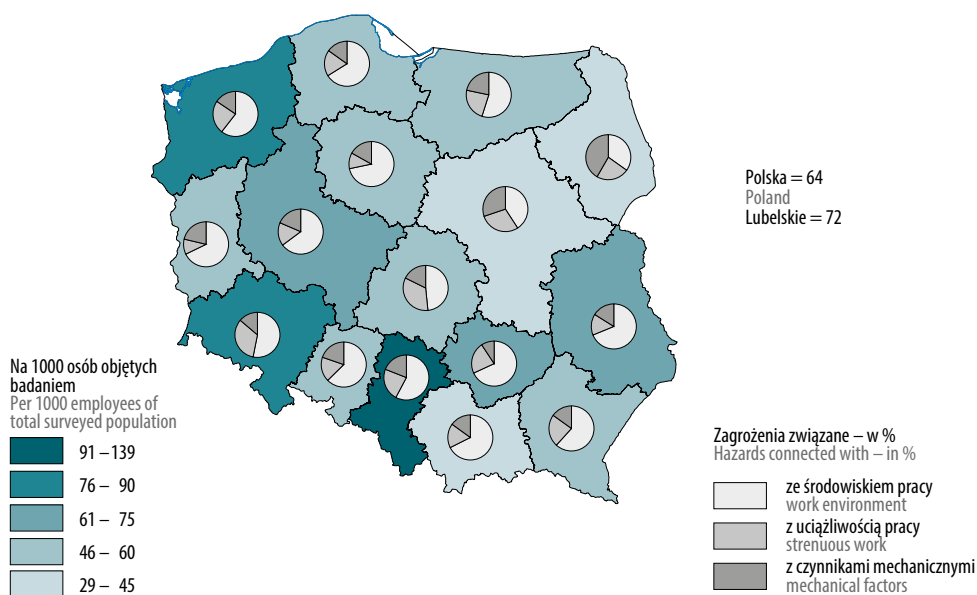 Polska = 64
Poland
Lubelskie = 72
Na 1000 osób objętych
badaniem
Per 1000 employees of
total surveyed population
91 – 139
76 – 90
61 – 75
46 – 60
29 – 45
Zagrożenia związane – w %
Hazards connected with – in %
ze środowiskiem pracy
work environment
z uciążliwością pracy
strenuous work
z czynnikami mechanicznymi
mechanical factors